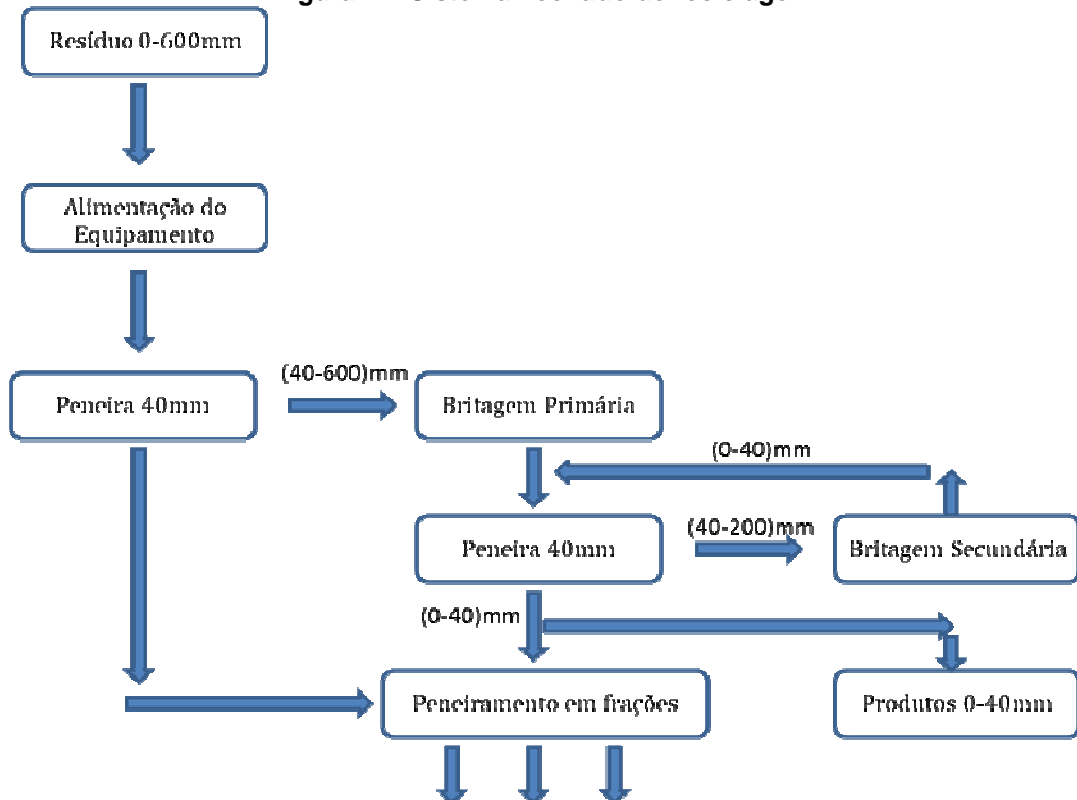 Resíduo 0-600mm
Alimentação do
Equipamento
Peneira 40mm
(40-600)mm
Britagem Primária
(0-40)mm
Peneira 40mm
(40-200)mm
Britagem Secundária
(0-40)mm
Peneiramento em frações
Produtos 0-40mm